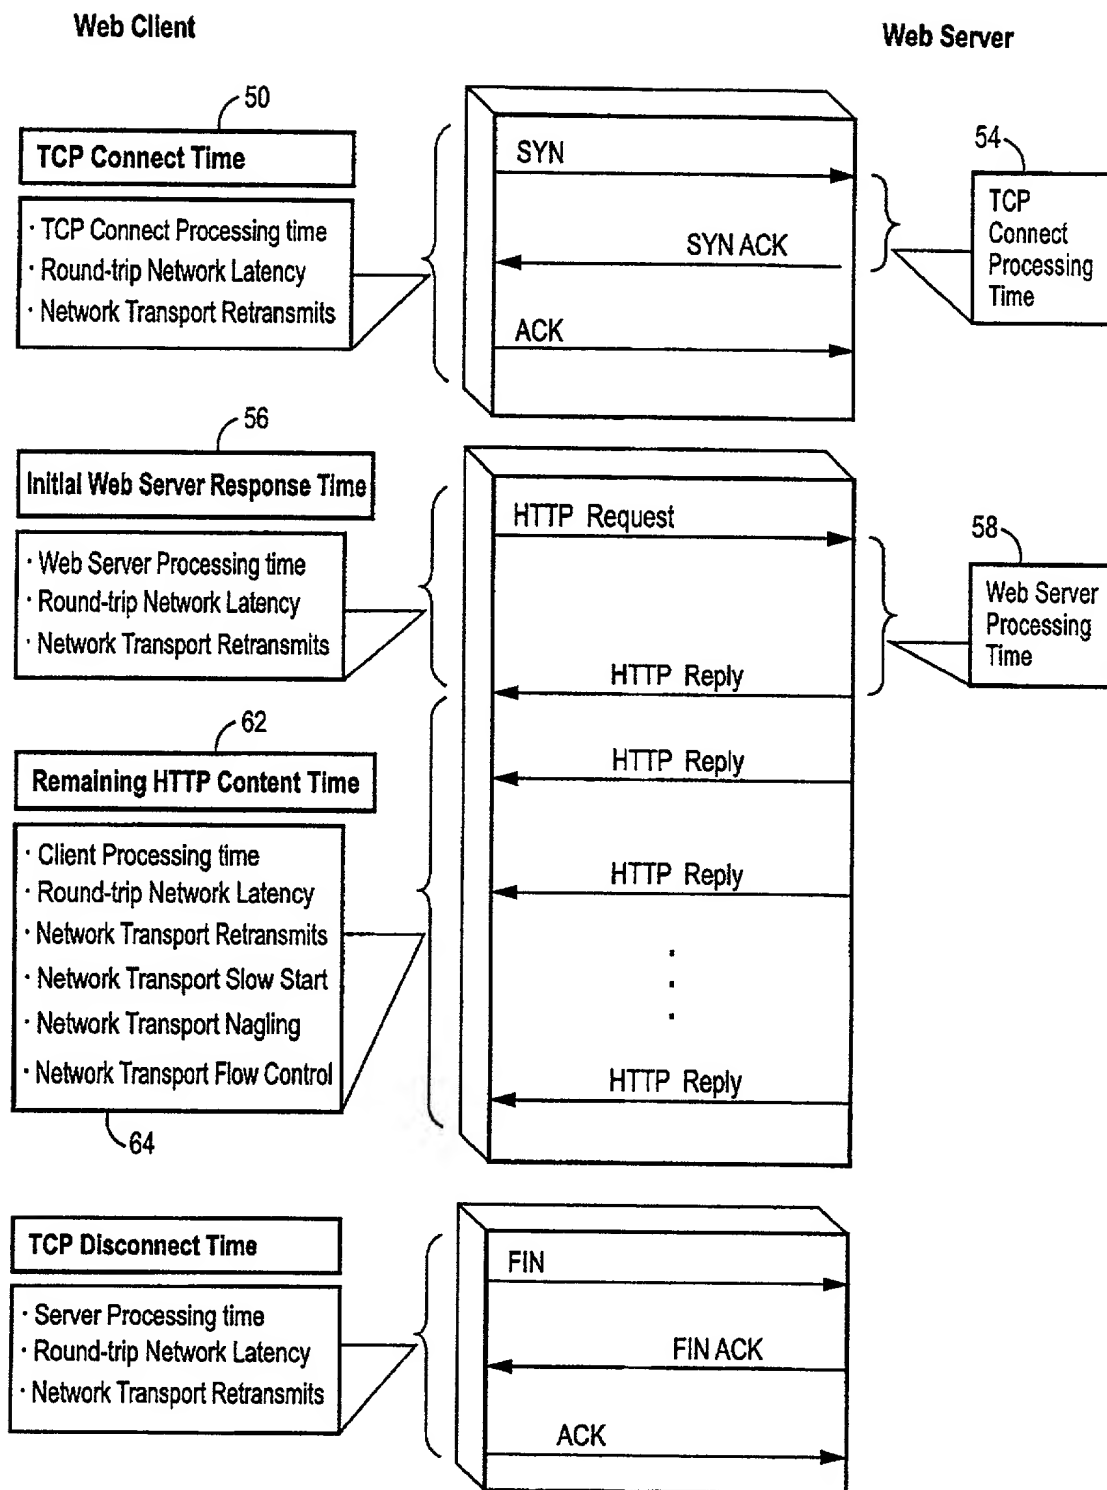 Web Client
Web Server
50
TCP Connect Time
· TCP Connect Processing time
· Round-trip Network Latency
· Network Transport Retransmits
SYN
SYN ACK
ACK
54
TCP
Connect
Processing
Time
56
Initial Web Server Response Time
· Web Server Processing time
· Round-trip Network Latency
· Network Transport Retransmits
HTTP Request
HTTP Reply
58
Web Server
Processing
Time
62
Remaining HTTP Content Time
· Client Processing time
· Round-trip Network Latency
· Network Transport Retransmits
· Network Transport Slow Start
· Network Transport Nagling
· Network Transport Flow Control
64
HTTP Reply
HTTP Reply
HTTP Reply
TCP Disconnect Time
· Server Processing time
· Round-trip Network Latency
· Network Transport Retransmits
FIN
FIN ACK
ACK